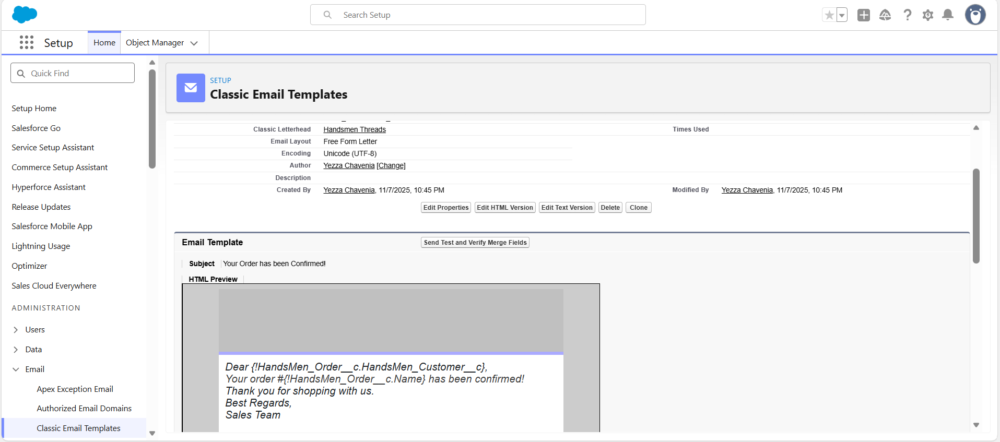 Search Setup
Setup
Home
Object Manager
Quick Find
Setup Home
Salesforce Go
Service Setup Assistant
Commerce Setup Assistant
Hyperforce Assistant
Release Updates
Salesforce Mobile App
Lightning Usage
Optimizer
Sales Cloud Everywhere
ADMINISTRATION
Users
Data
Email
Apex Exception Email
Authorized Email Domains
Classic Email Templates
SETUP
Classic Email Templates
Classic Letterhead Handsmen Threads Times Used
Email Layout Free Form Letter
Encoding Unicode (UTF-8)
Author Yezza Chavenia [Change]
Description
Created By Yezza Chavenia, 11/7/2025, 10:45 PM Modified By Yezza Chavenia, 11/7/2025, 10:45 PM
Edit Properties Edit HTML Version Edit Text Version Delete Clone
Email Template Send Test and Verify Merge Fields
Subject Your Order has been Confirmed!
HTML Preview
Dear {!HandsMen_Order__c.HandsMen_Customer__c},
Your order #{!HandsMen_Order__c.Name} has been confirmed!
Thank you for shopping with us.
Best Regards,
Sales Team